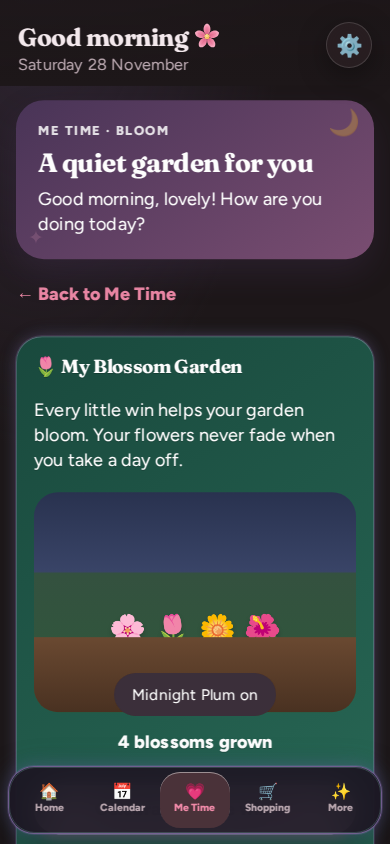 Good morning 🌸
Saturday 28 November
ME TIME · BLOOM
A quiet garden for you
Good morning, lovely! How are you
doing today?
← Back to Me Time
🌷 My Blossom Garden
Every little win helps your garden
bloom. Your flowers never fade when
you take a day off.
Midnight Plum on
4 blossoms grown
Home
Calendar
Me Time
Shopping
More